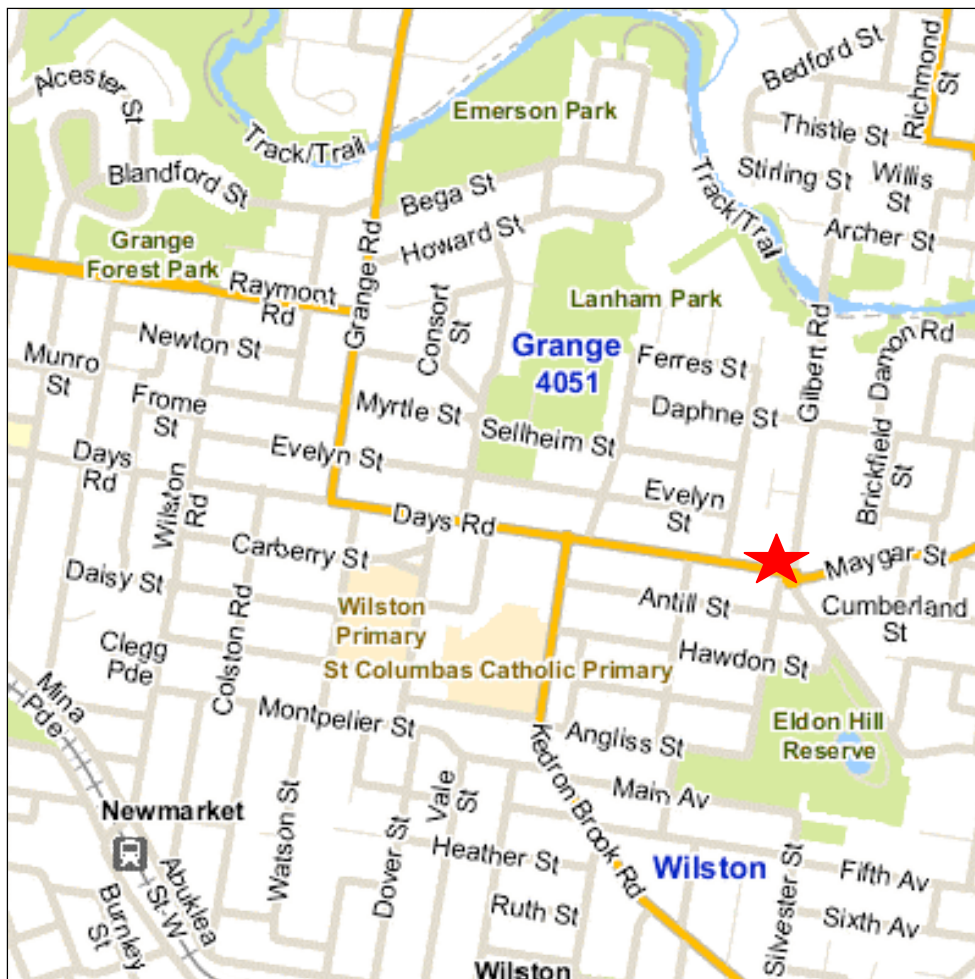 Alcester
St
Bedford St
Richmond
St
Emerson Park
Track/Trail
Thistle St
Blandford St
Bega St
Stirling St
Willis
St
Track/Trail
Howard St
Archer St
Grange
Forest Park
Raymont
Rd
Grange Rd
Lanham Park
Consort
St
Newton St
Grange
4051
Ferres St
Gilbert Rd
Damon Rd
Munro
St
Frome
St
Myrtle St
Sellheim St
Daphne St
Days
Rd
Wilston
Rd
Evelyn St
Evelyn
St
Brickfield
St
Days Rd
Carberry St
Maygar St
Daisy St
Wilston
Primary
Antill St
Cumberland
St
Clegg
Pde
Colston Rd
St Columbas Catholic Primary
Hawdon St
Mina
Pde
Montpelier St
Angliss St
Eldon Hill
Reserve
Kedron Brook Rd
Newmarket
Watson St
Vale
St
Main Av
Dover St
Heather St
Wilston
Fifth Av
Abuklea
St-W
Burnley
St
Ruth St
Silvester St
Sixth Av
Wilston